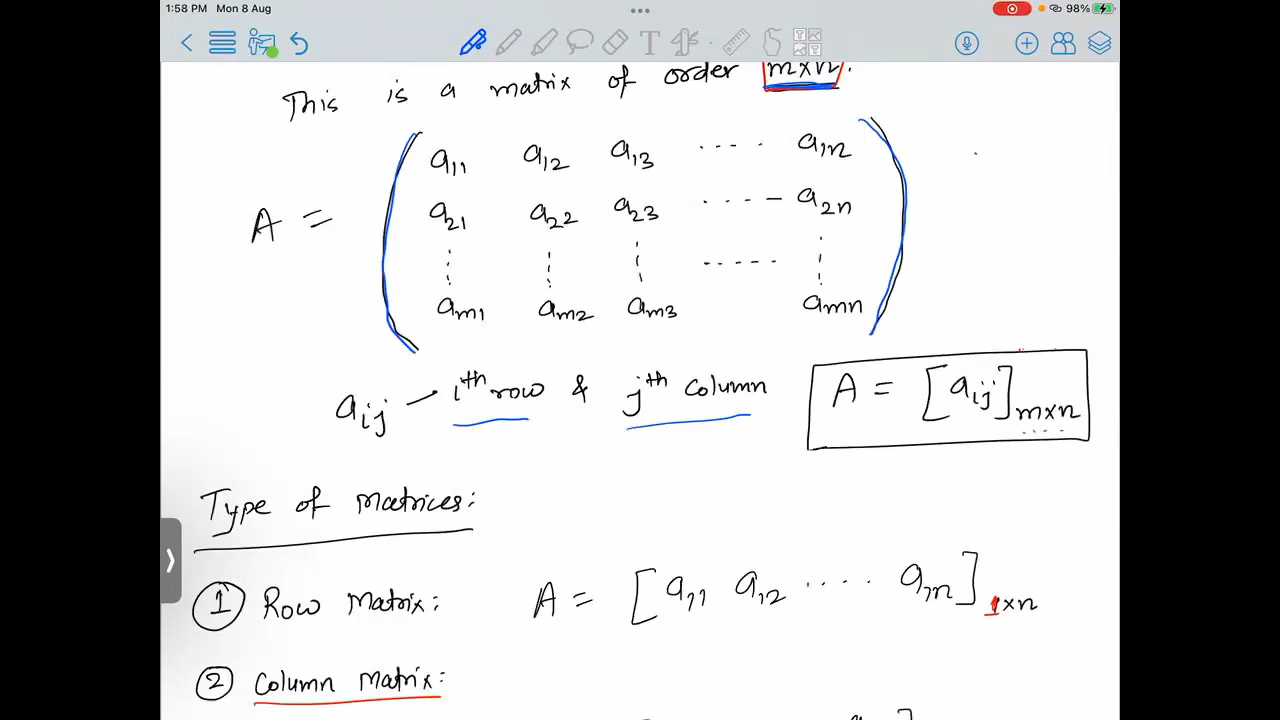 1:58 PM Mon 8 Aug 98%
This is a matrix of order m×n.
A =
a11 a12 a13 ---- a1n
a21 a22 a23 ----- a2n
am1 am2 am3 amn
aij — ith row & jth column
A = [aij]m×n
Type of Matrices:
① Row Matrix: A = [a11 a12 ···· a1n]1×n
② Column Matrix: